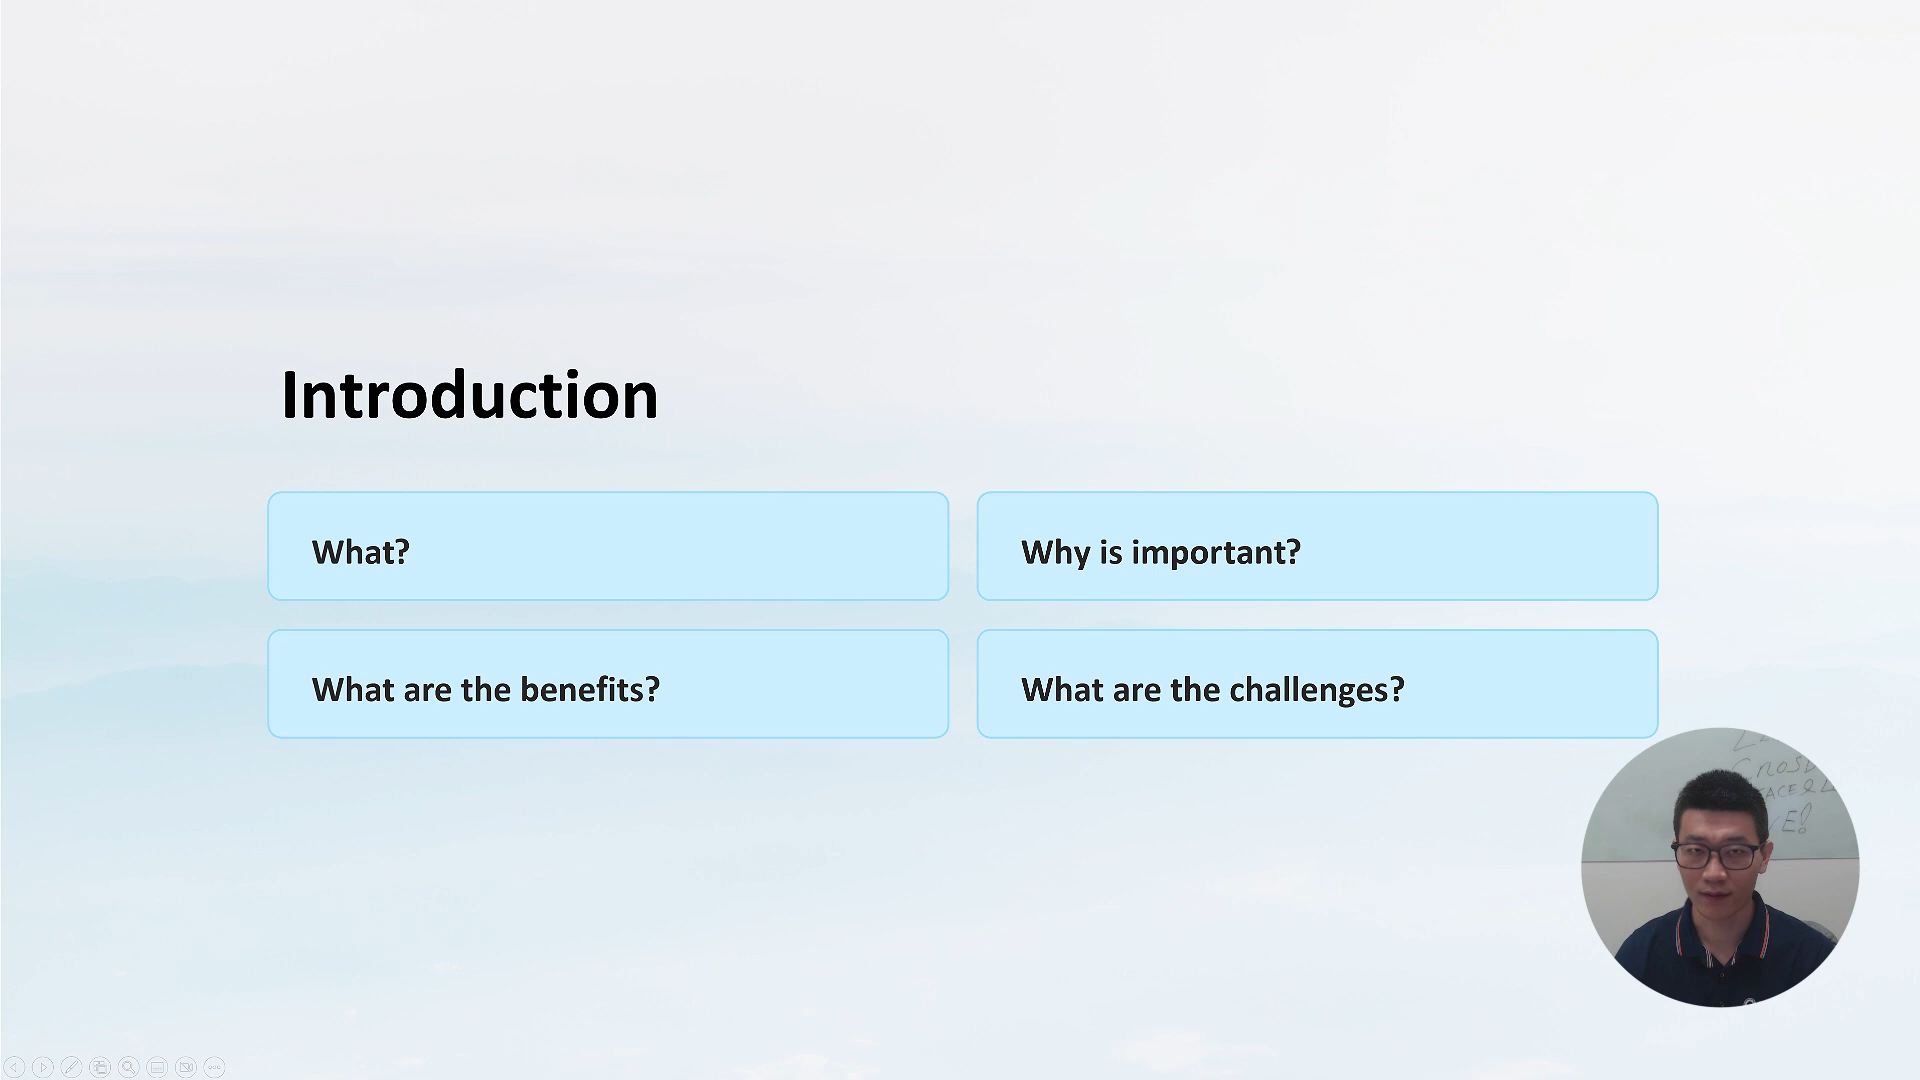 Introduction
What?
Why is important?
What are the benefits?
What are the challenges?